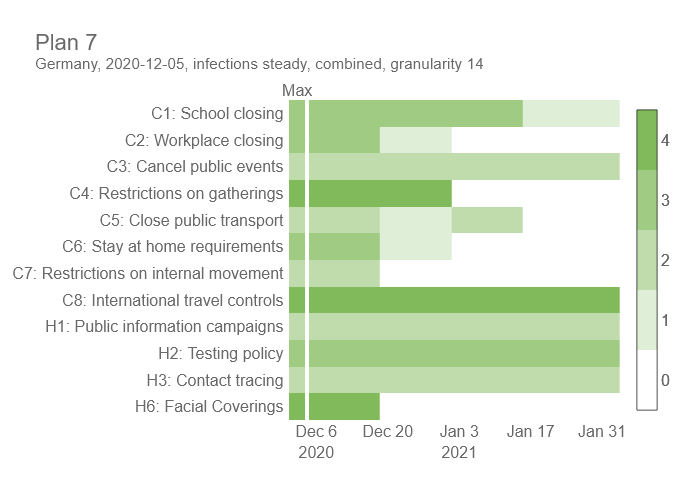 Plan 7
Germany, 2020-12-05, infections steady, combined, granularity 14
Max
C1: School closing
C2: Workplace closing
C3: Cancel public events
C4: Restrictions on gatherings
C5: Close public transport
C6: Stay at home requirements
C7: Restrictions on internal movement
C8: International travel controls
H1: Public information campaigns
H2: Testing policy
H3: Contact tracing
H6: Facial Coverings
Dec 6 Dec 20 Jan 3 Jan 17 Jan 31
2020 2021
4
3
2
1
0